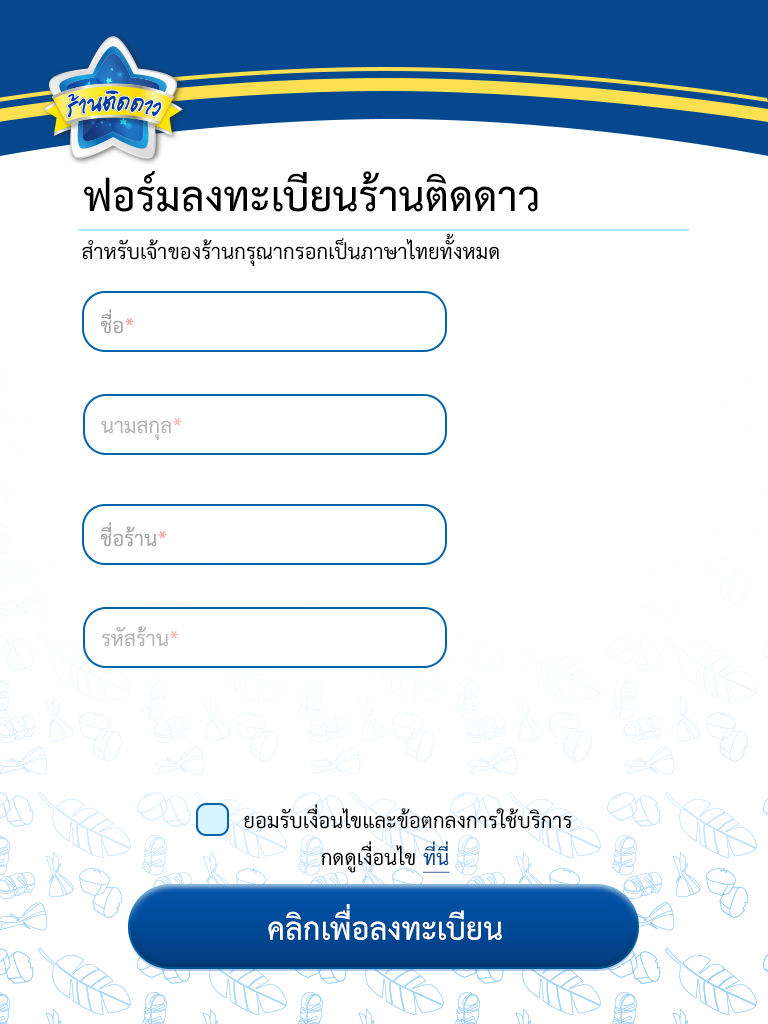 ร้านติดดาว
ฟอร์มลงทะเบียนร้านติดดาว
สำหรับเจ้าของร้านกรุณากรอกเป็นภาษาไทยทั้งหมด
ชื่อ*
นามสกุล*
ชื่อร้าน*
รหัสร้าน*
ยอมรับเงื่อนไขและข้อตกลงการใช้บริการ
กดดูเงื่อนไข ที่นี่
คลิกเพื่อลงทะเบียน